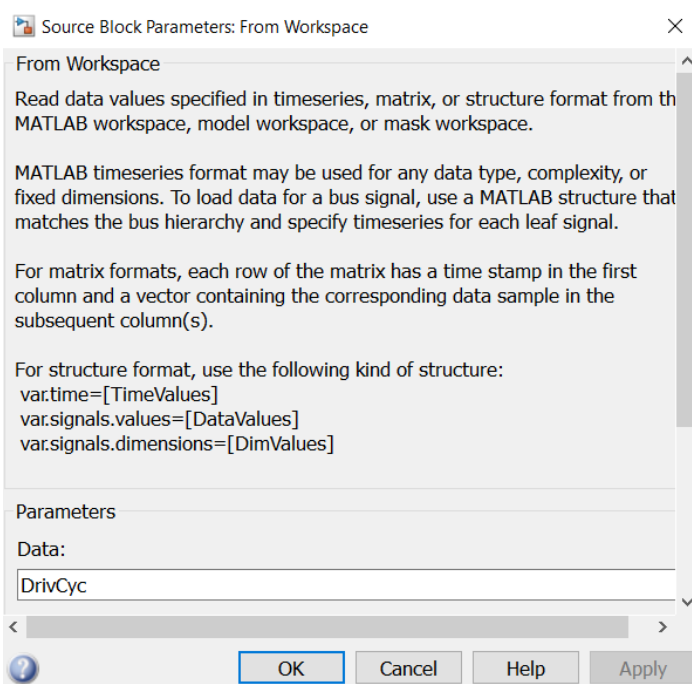 Source Block Parameters: From Workspace
From Workspace
Read data values specified in timeseries, matrix, or structure format from th
MATLAB workspace, model workspace, or mask workspace.
MATLAB timeseries format may be used for any data type, complexity, or
fixed dimensions. To load data for a bus signal, use a MATLAB structure that
matches the bus hierarchy and specify timeseries for each leaf signal.
For matrix formats, each row of the matrix has a time stamp in the first
column and a vector containing the corresponding data sample in the
subsequent column(s).
For structure format, use the following kind of structure:
var.time=[TimeValues]
var.signals.values=[DataValues]
var.signals.dimensions=[DimValues]
Parameters
Data:
DrivCyc
OK Cancel Help Apply